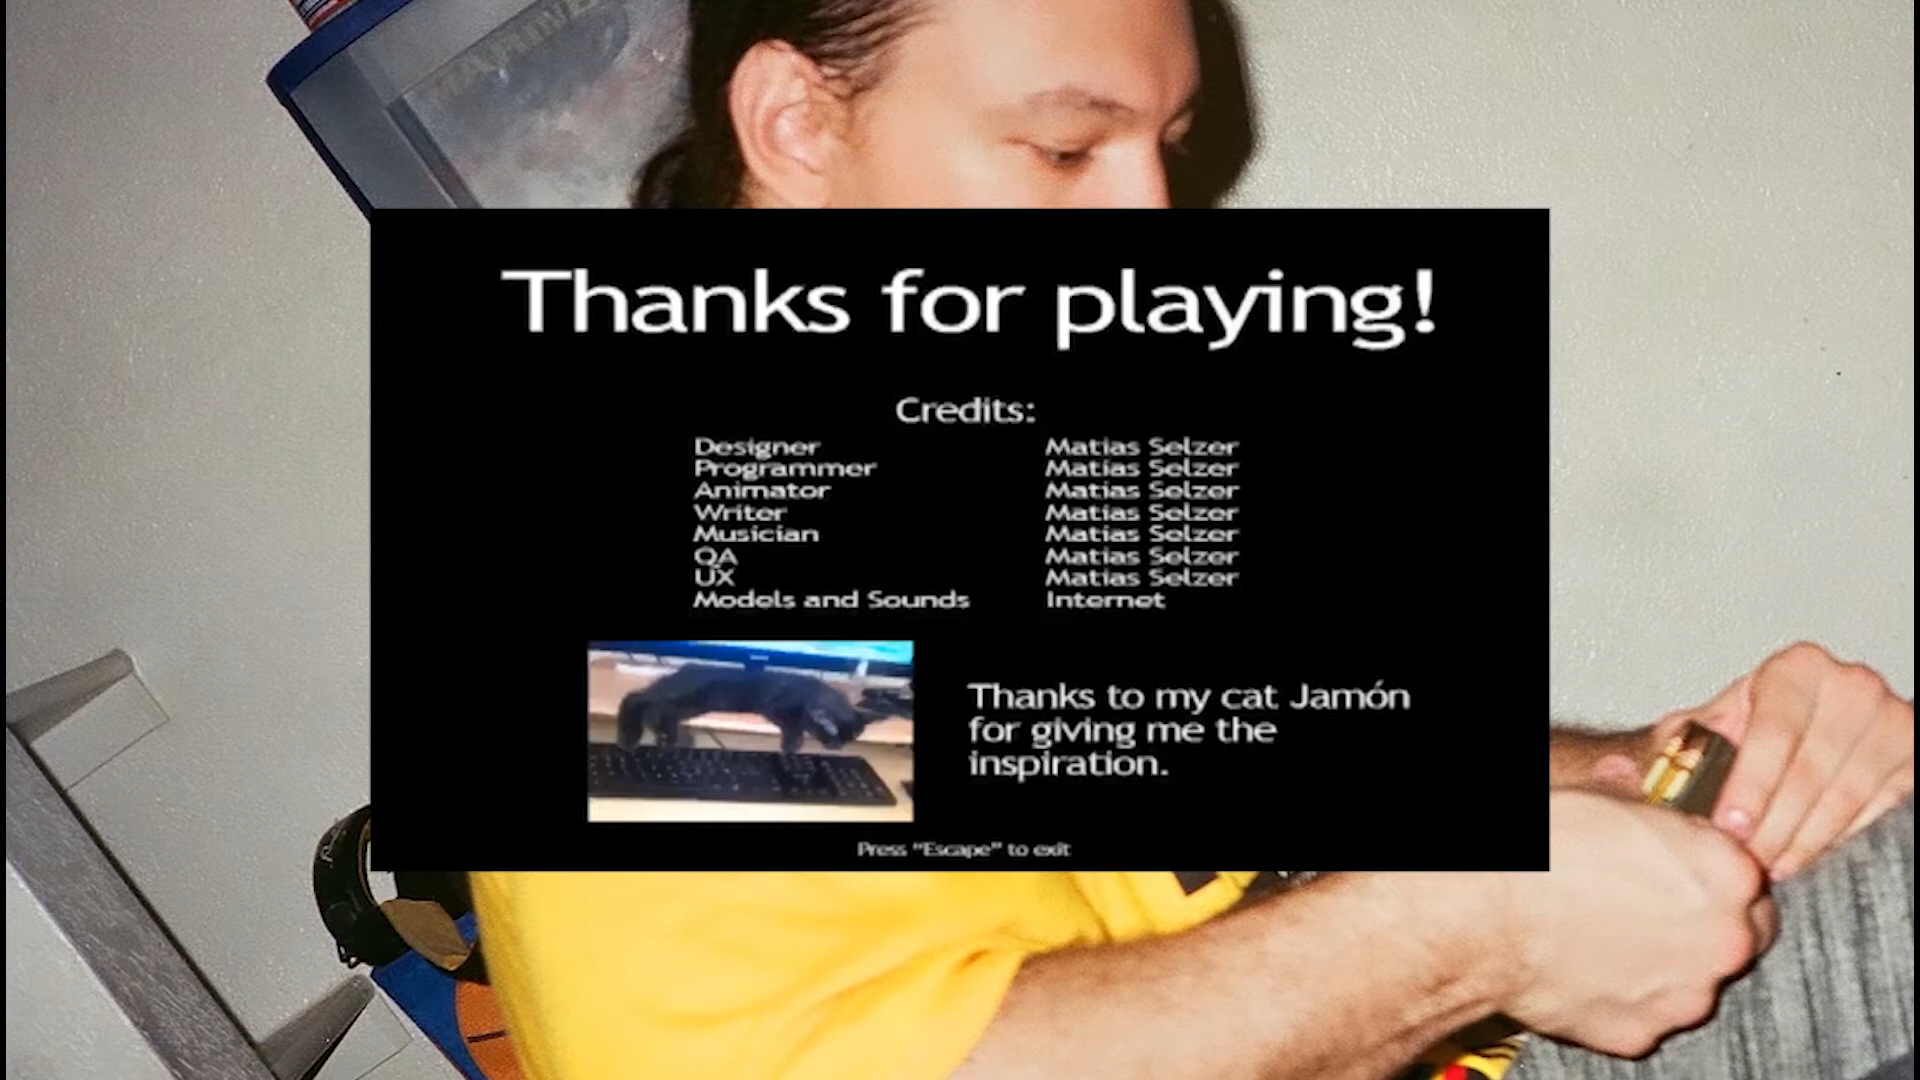 Thanks for playing!
Credits:
Designer Matias Selzer
Programmer Matias Selzer
Animator Matias Selzer
Writer Matias Selzer
Musician Matias Selzer
QA Matias Selzer
UX Matias Selzer
Models and Sounds Internet
Thanks to my cat Jamón
for giving me the
inspiration.
Press "Escape" to exit